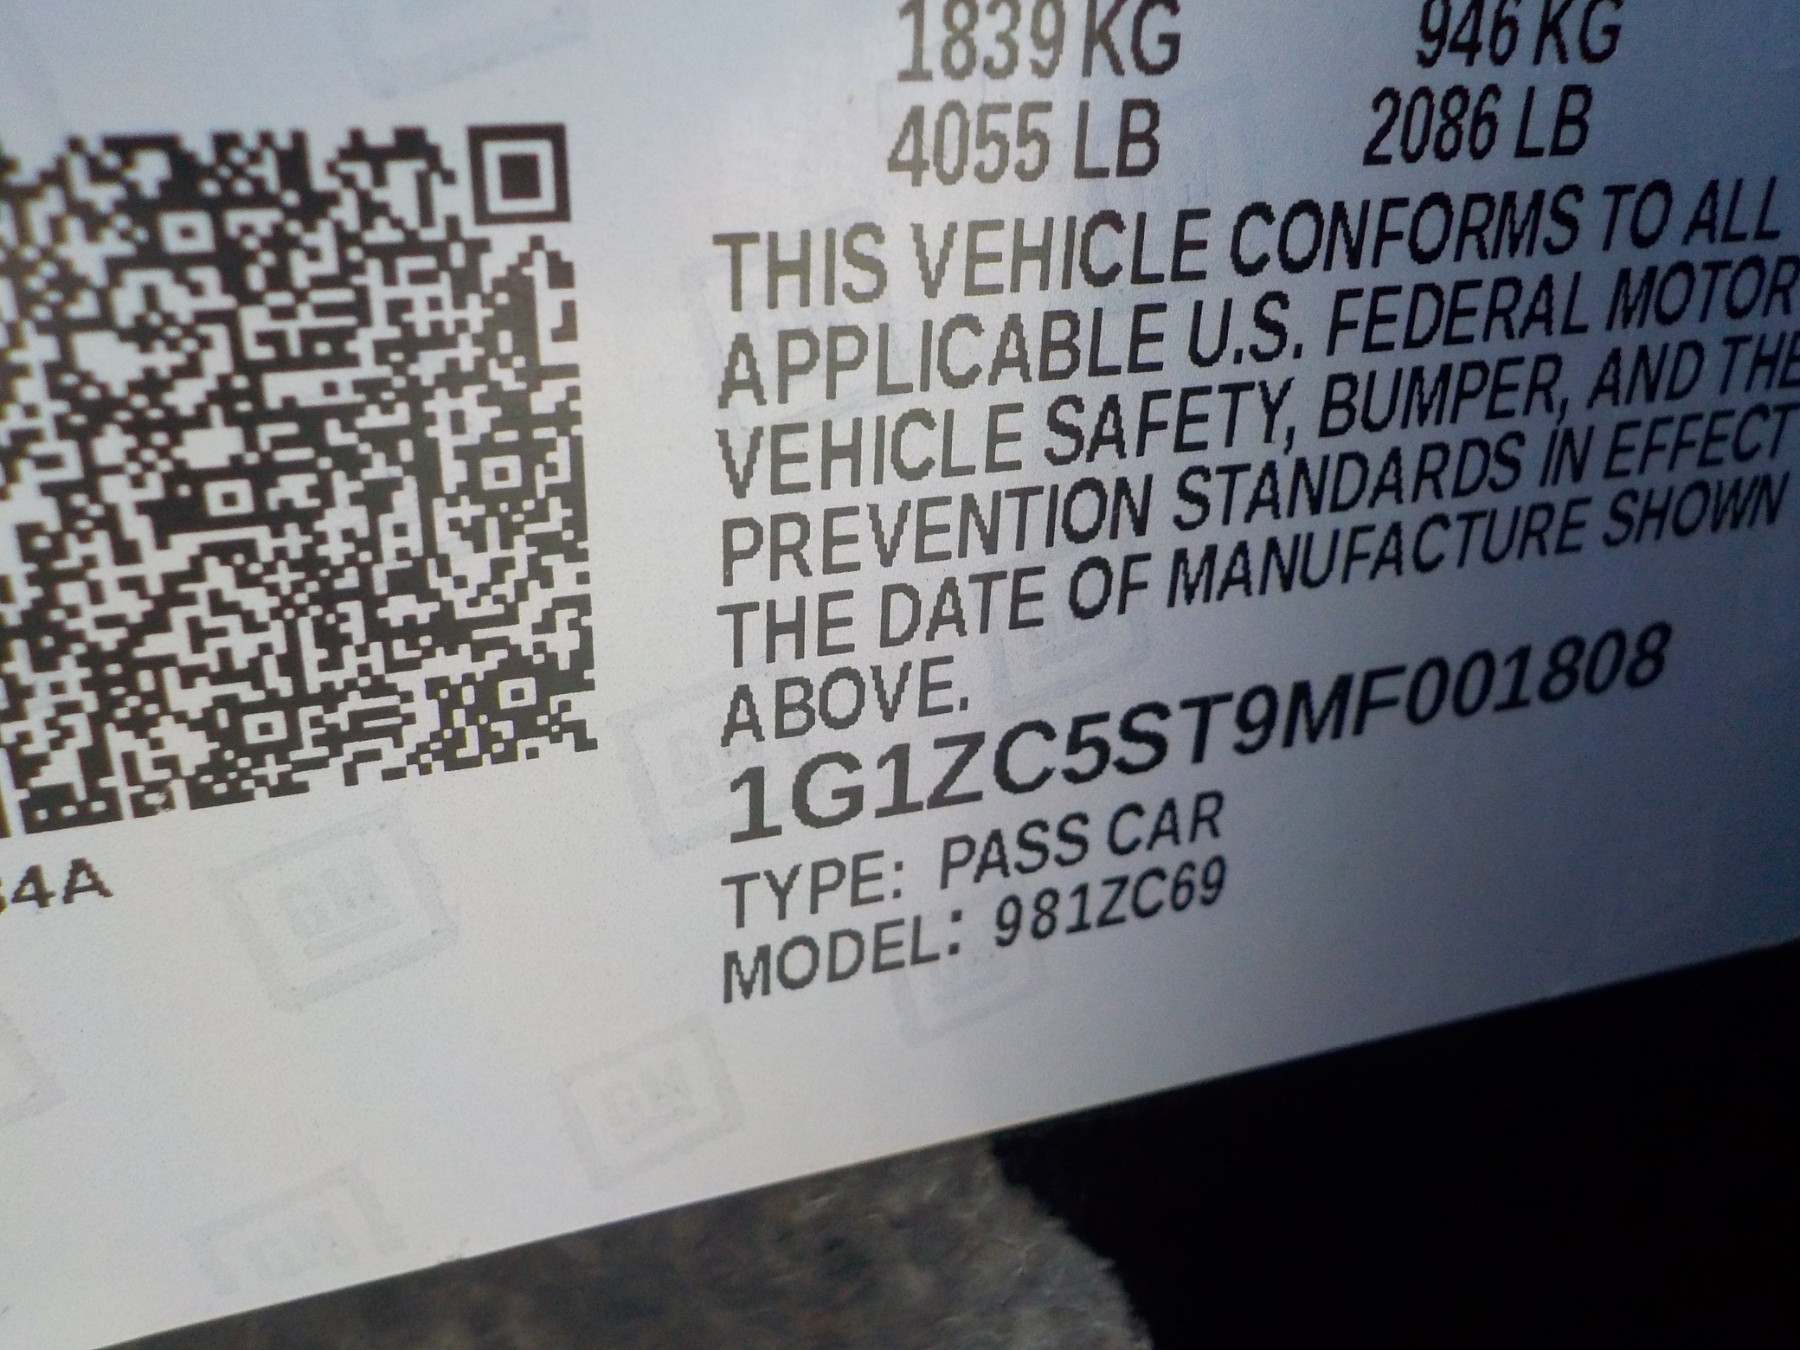 1839 KG 946 KG
4055 LB 2086 LB
THIS VEHICLE CONFORMS TO ALL
APPLICABLE U.S. FEDERAL MOTOR
VEHICLE SAFETY, BUMPER, AND THE
PREVENTION STANDARDS IN EFFECT
THE DATE OF MANUFACTURE SHOWN
ABOVE.
1G1ZC5ST9MF001808
TYPE: PASS CAR
MODEL: 981ZC69
4A